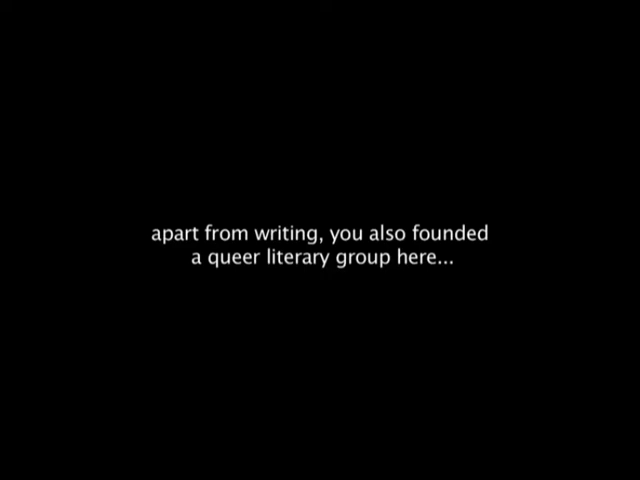 apart from writing, you also founded
a queer literary group here...